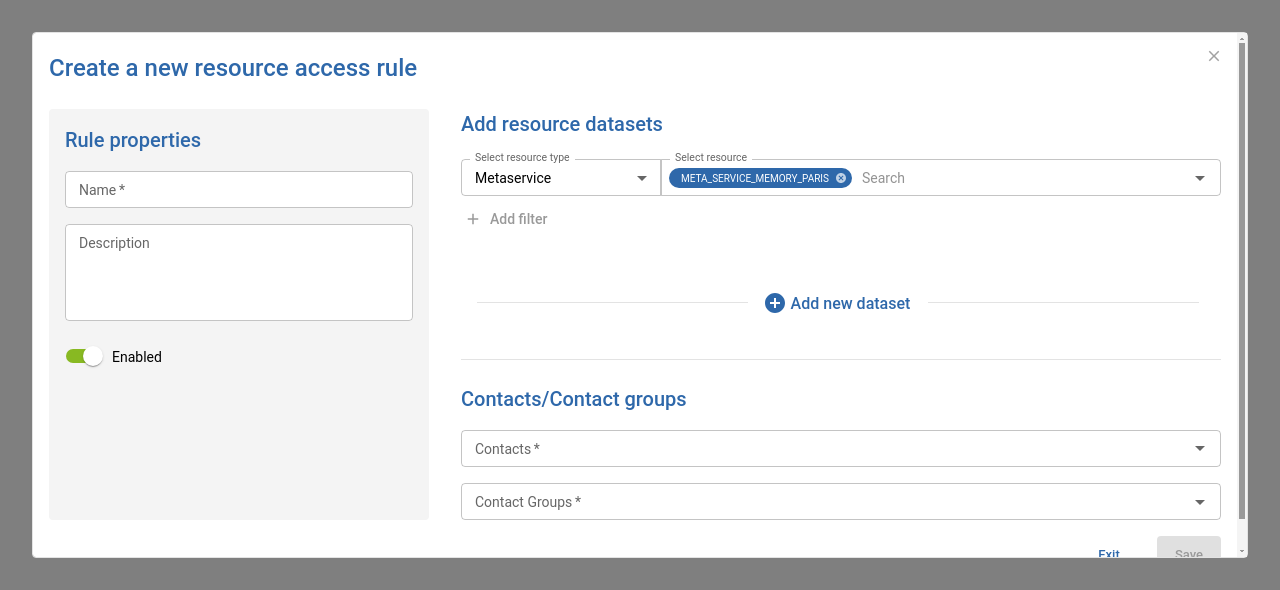 Create a new resource access rule
Rule properties
Name *
Description
Enabled
Add resource datasets
Select resource type
Metaservice
Select resource
META_SERVICE_MEMORY_PARIS
Search
Add filter
Add new dataset
Contacts/Contact groups
Contacts *
Contact Groups *
Exit
Save